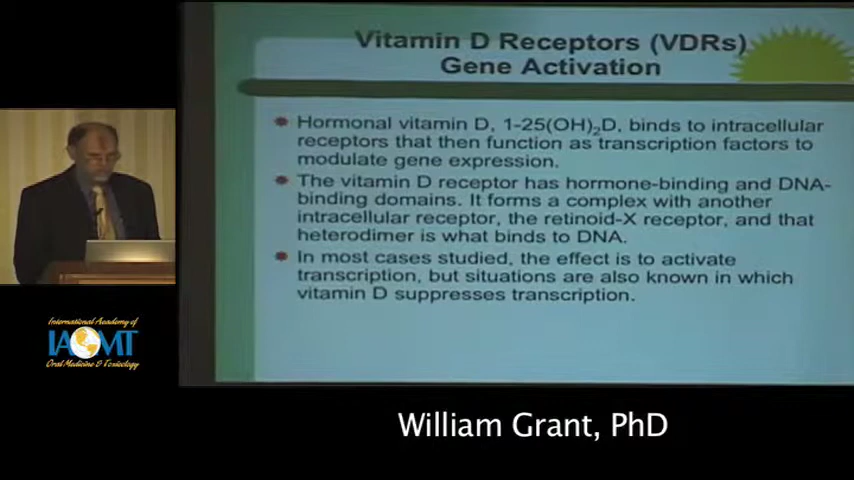 Vitamin D Receptors (VDRs)
Gene Activation
Hormonal vitamin D, 1-25(OH)₂D, binds to intracellular
receptors that then function as transcription factors to
modulate gene expression.
The vitamin D receptor has hormone-binding and DNA-
binding domains. It forms a complex with another
intracellular receptor, the retinoid-X receptor, and that
heterodimer is what binds to DNA.
In most cases studied, the effect is to activate
transcription, but situations are also known in which
vitamin D suppresses transcription.
International Academy of
IAOMT
Oral Medicine & Toxicology
William Grant, PhD